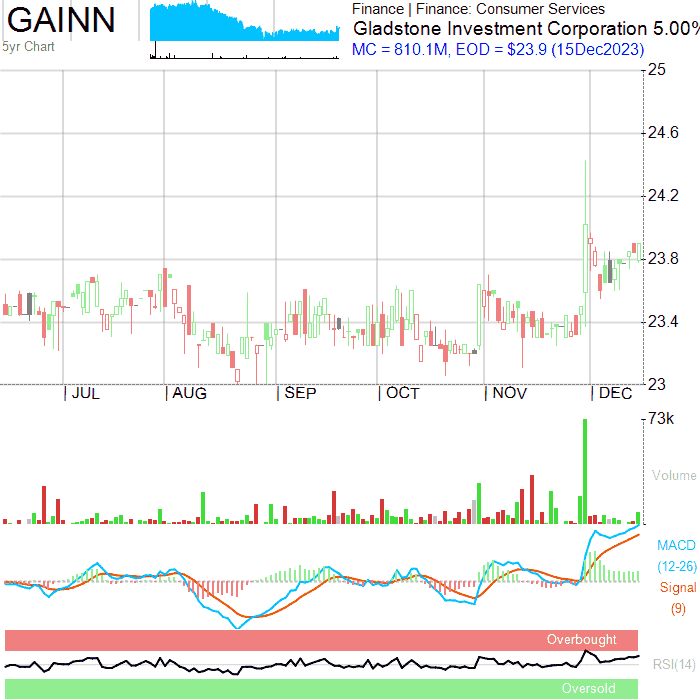 GAINN
5yr Chart
Finance | Finance: Consumer Services
Gladstone Investment Corporation 5.00%
MC = 810.1M, EOD = $23.9 (15Dec2023)
25
24.6
24.2
23.8
23.4
23
JUL AUG SEP OCT NOV DEC
73k
Volume
MACD
(12-26)
Signal
(9)
Overbought
RSI(14)
Oversold